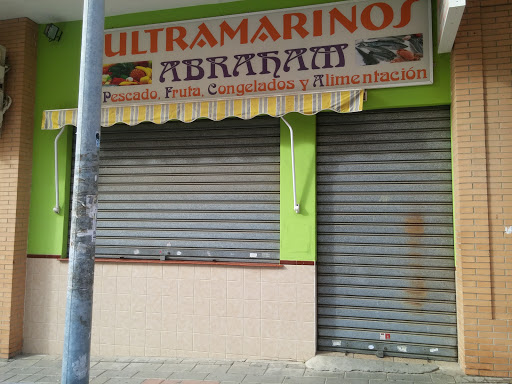 ULTRAMARINOS
ABRAHAM
Pescado, Fruta, Congelados y Alimentación